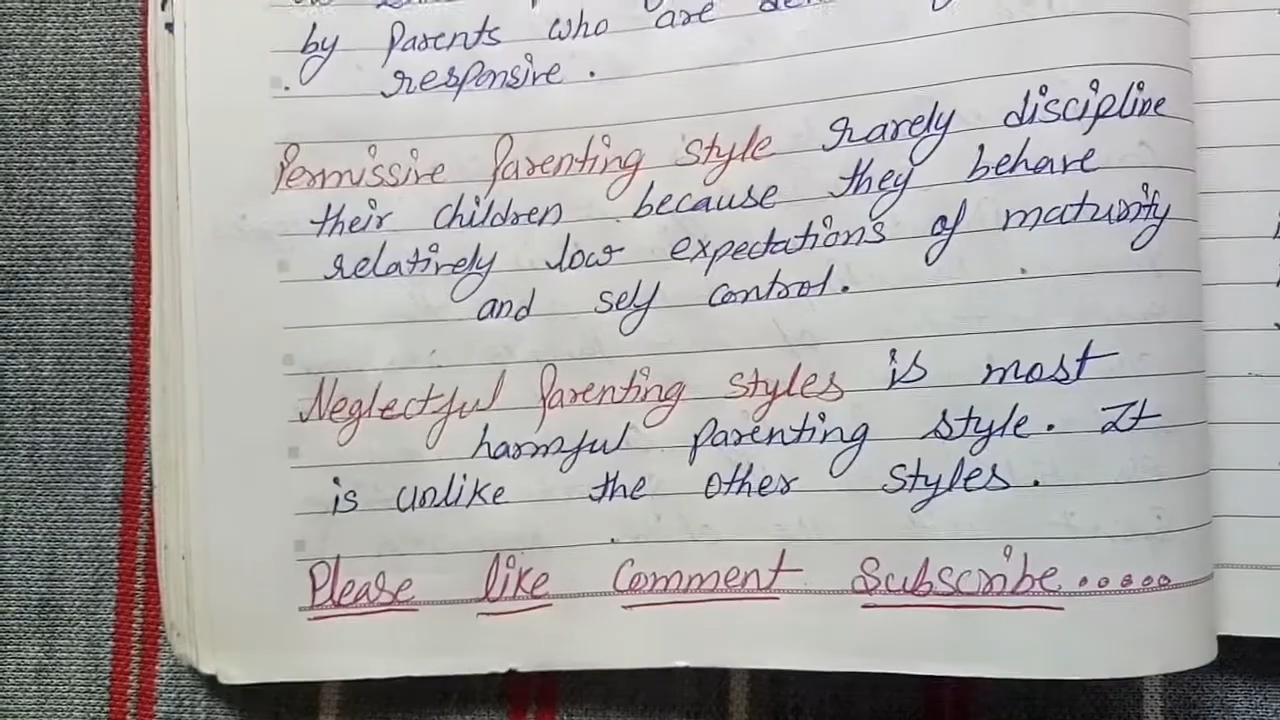 by Parents who are
responsive.
Permissive Parenting style rarely discipline
their children because they behave
relatively low expectations of maturity
and self control.
Neglectful Parenting styles is most
harmful parenting style. It
is unlike the other styles.
Please like Comment Subscribe.....